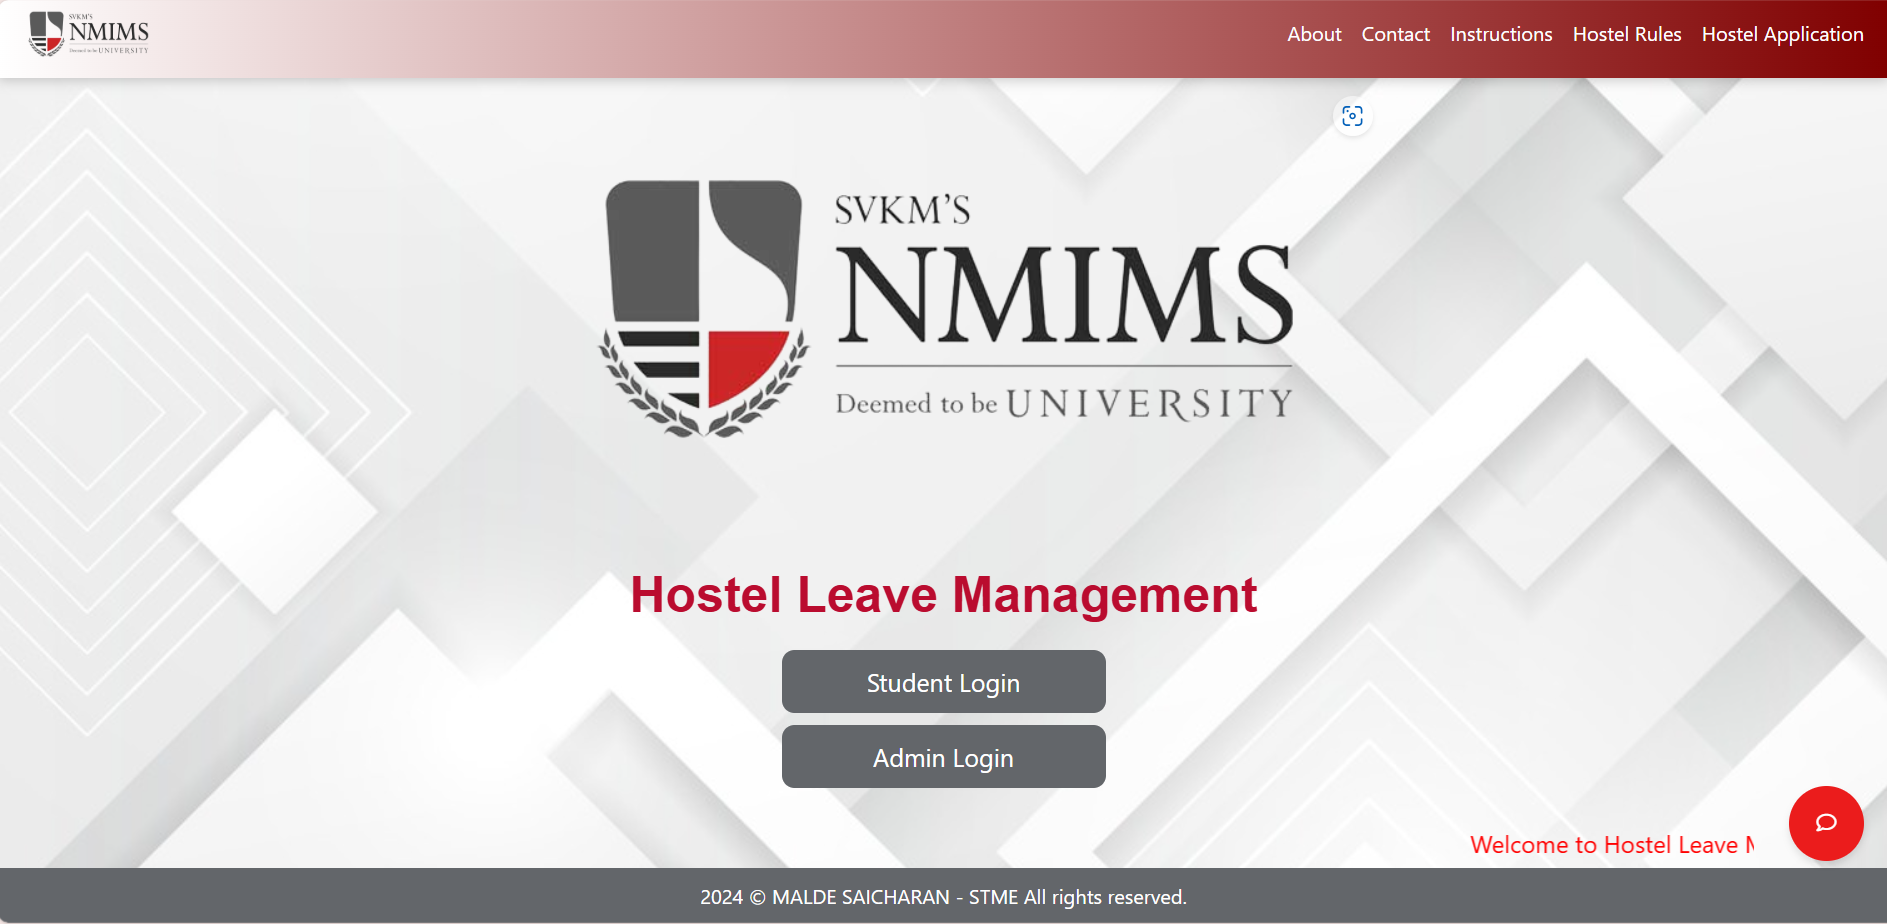 SVKM'S
NMIMS
Deemed to be UNIVERSITY
About Contact Instructions Hostel Rules Hostel Application
SVKM'S
NMIMS
Deemed to be UNIVERSITY
Hostel Leave Management
Student Login
Admin Login
Welcome to Hostel Leave
2024 © MALDE SAICHARAN - STME All rights reserved.